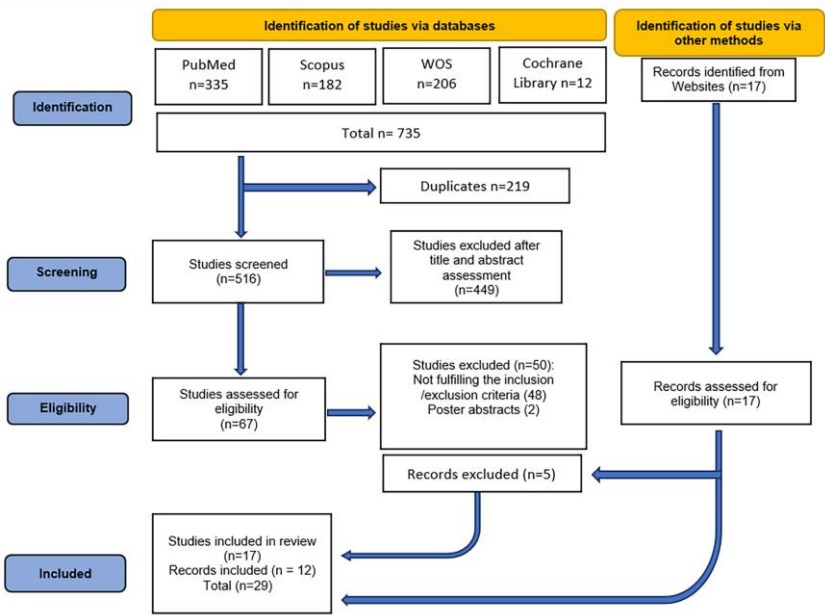 Identification of studies via databases
Identification of studies via
other methods
PubMed
n=335
Scopus
n=182
WOS
n=206
Cochrane
Library n=12
Records identified from
Websites (n=17)
Identification
Total n= 735
Duplicates n=219
Screening
Studies screened
(n=516)
Studies excluded after
title and abstract
assessment
(n=449)
Eligibility
Studies assessed for
eligibility
(n=67)
Studies excluded (n=50):
Not fulfilling the inclusion
/exclusion criteria (48)
Poster abstracts (2)
Records assessed for
eligibility (n=17)
Records excluded (n=5)
Included
Studies included in review
(n=17)
Records included (n = 12)
Total (n=29)